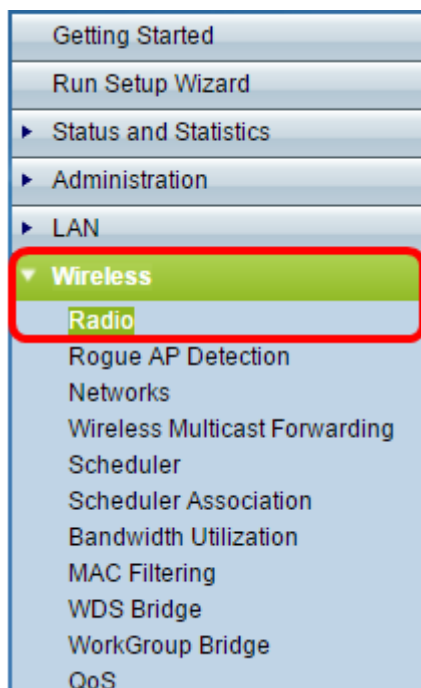 Getting Started
Run Setup Wizard
Status and Statistics
Administration
LAN
Wireless
Radio
Rogue AP Detection
Networks
Wireless Multicast Forwarding
Scheduler
Scheduler Association
Bandwidth Utilization
MAC Filtering
WDS Bridge
WorkGroup Bridge
QoS